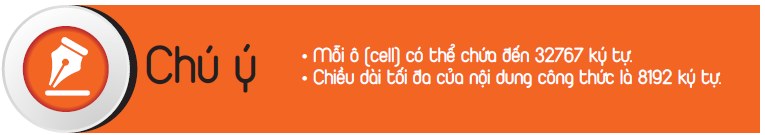 Chú ý
• Mỗi ô (cell) có thể chứa đến 32767 ký tự.
• Chiều dài tối đa của nội dung công thức là 8192 ký tự.